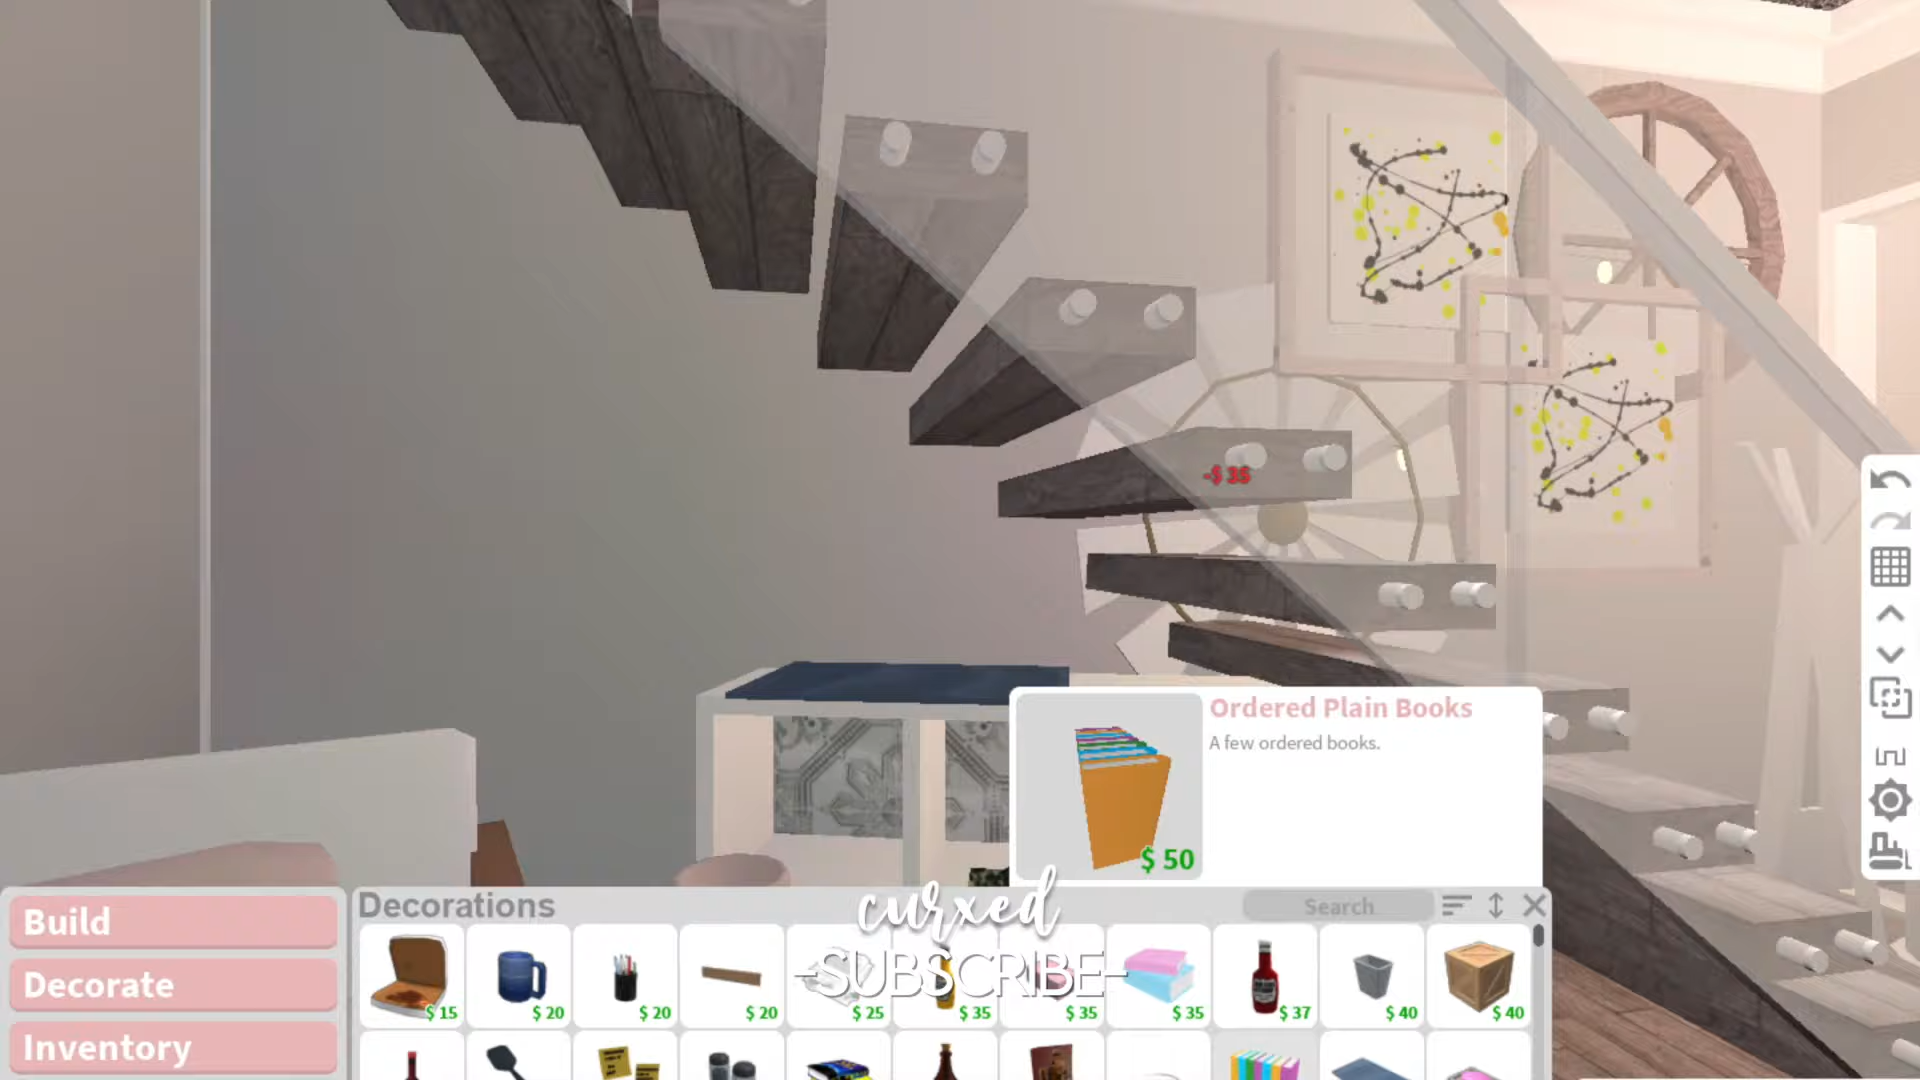 -$ 35
Ordered Plain Books
A few ordered books.
$ 50
Build
Decorate
Inventory
Decorations
Search
$ 15
$ 20
$ 20
$ 20
$ 25
$ 35
$ 35
$ 35
$ 37
$ 40
$ 40
curxed
-SUBSCRIBE-